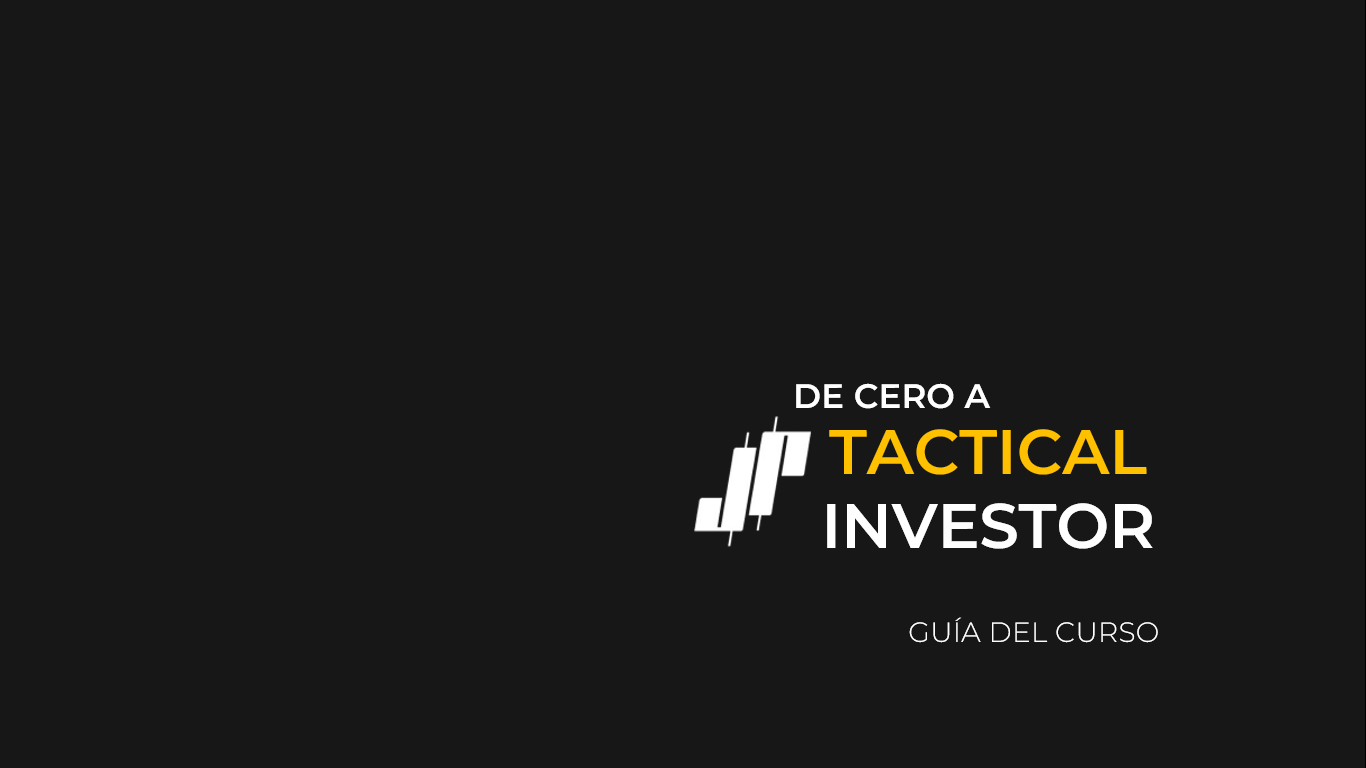 DE CERO A
TACTICAL
INVESTOR
GUÍA DEL CURSO